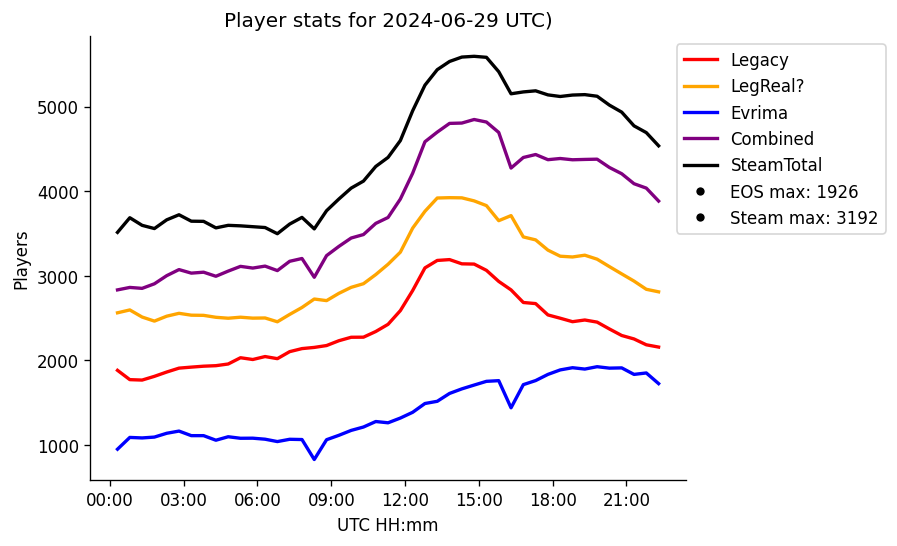 Player stats for 2024-06-29 UTC)
Legacy
LegReal?
Evrima
Combined
SteamTotal
EOS max: 1926
Steam max: 3192
Players
5000
4000
3000
2000
1000
00:00 03:00 06:00 09:00 12:00 15:00 18:00 21:00
UTC HH:mm